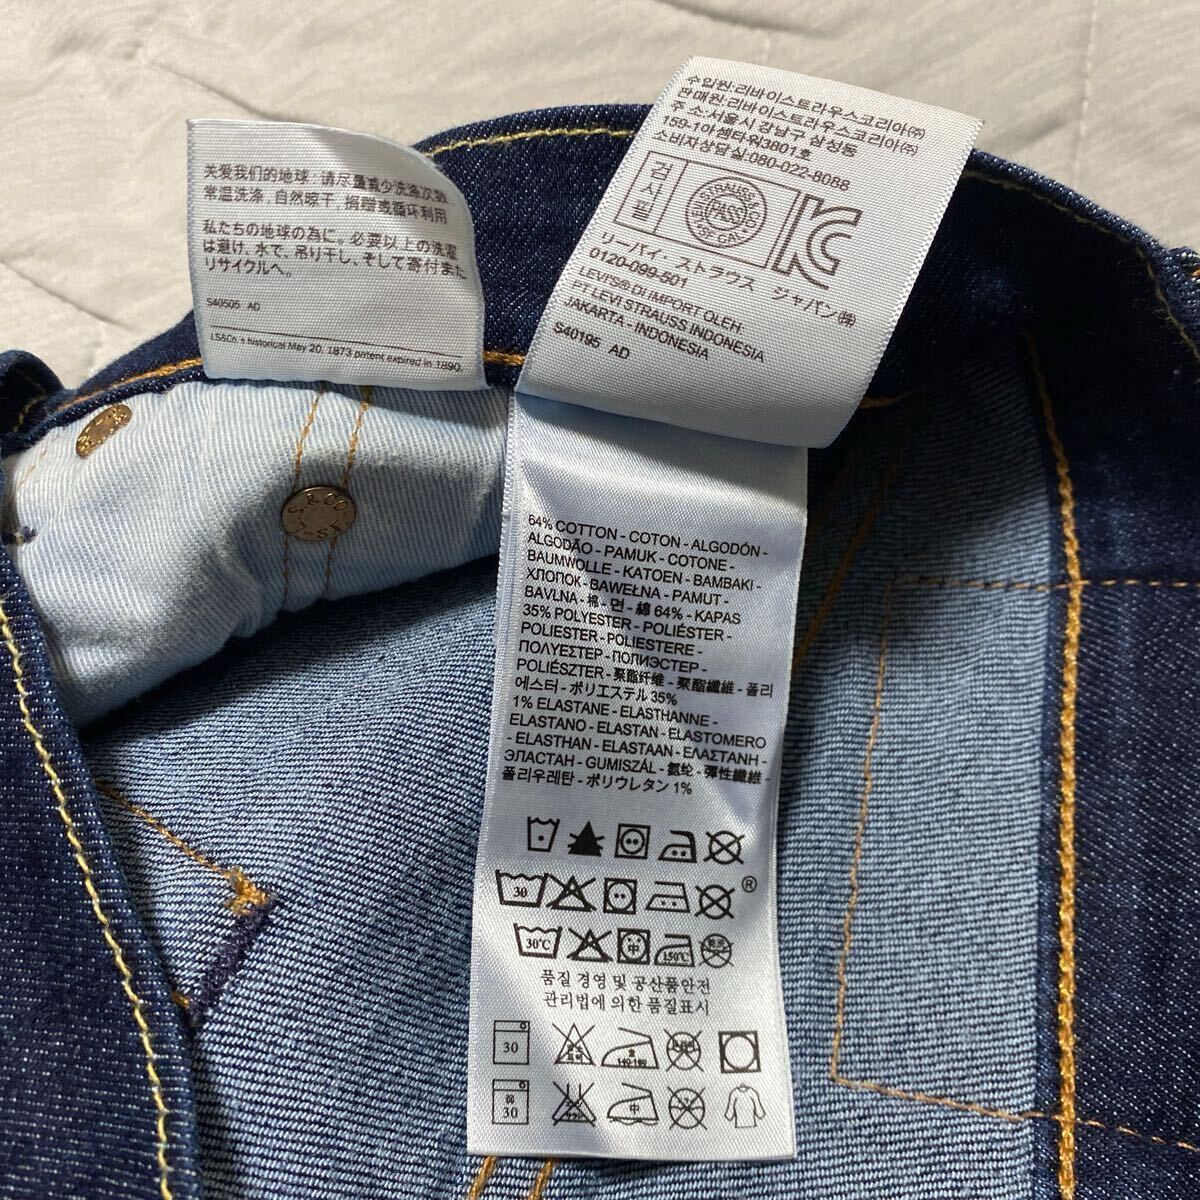 关爱我们的地球, 请尽量减少洗涤次数,
常温洗涤, 自然晾干, 捐赠或循环利用
私たちの地球の為に。必要以上の洗濯
は避け、水で、吊り干し、そして寄付また
リサイクルへ。
S40505 AD
LS&Co.'s historical May 20, 1873 patent expired in 1890.
수입원:리바이스트라우스코리아㈜
판매원:리바이스트라우스코리아(주)
주 소:서울시 강남구 삼성동
159-1아셈타워3801호
소비자상담실:080-022-8088
검시필
STRAUSS
PASS
リーバイ・ストラウス ジャパン㈱
0120-099-501
LEVI'S® DI IMPORT OLEH
PT LEVI STRAUSS INDONESIA
JAKARTA - INDONESIA
S40195 AD
S. & CO
64% COTTON - COTON - ALGODÓN -
ALGODÃO - PAMUK - COTONE -
BAUMWOLLE - KATOEN - ΒΑΜΒΑΚΙ -
ХЛОПОК - BAWEŁNA - PAMUT -
BAVLNA - 棉 - 면 - 綿 64% - KAPAS
35% POLYESTER - POLIÉSTER -
POLIESTER - POLIESTERE -
ΠΟΛΥΕΣΤΕΡ - ПОЛИЭСТЕР -
POLIÉSZTER - 聚酯纤维 - 聚酯纖維 - 폴리
에스터 - ポリエステル 35%
1% ELASTANE - ELASTHANNE -
ELASTANO - ELASTAN - ELASTOMERO
- ELASTHAN - ELASTAAN - ΕΛΑΣΤΑΝΗ -
ЭЛАСТАН - GUMISZÁL - 氨纶 - 彈性纖維 -
폴리우레탄 - ポリウレタン 1%
30
®
30℃
中
150℃
품질 경영 및 공산품안전
관리법에 의한 품질표시
30
弱
30
中